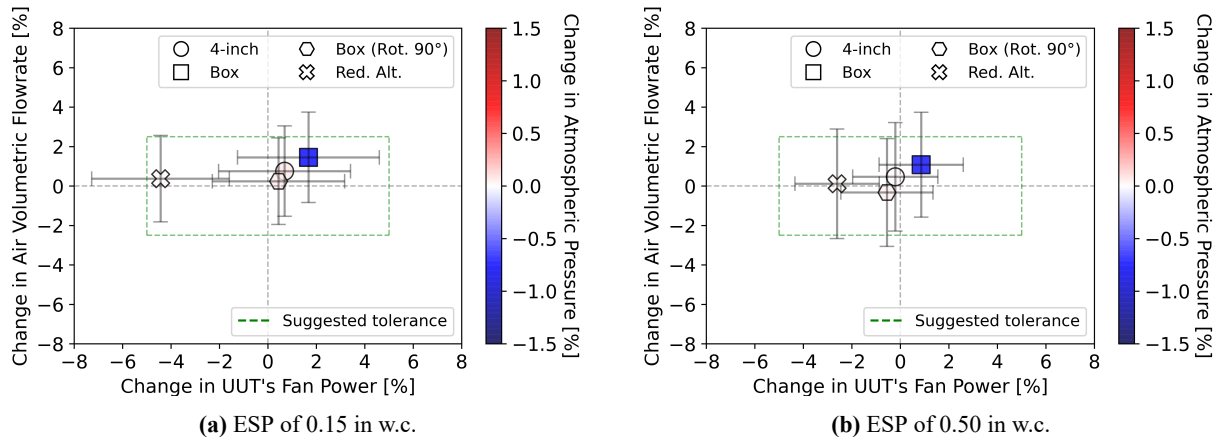 Change in Air Volumetric Flowrate [%]
8
6
4
2
0
−2
−4
−6
−8
4-inch
Box
Box (Rot. 90°)
Red. Alt.
Suggested tolerance
−8 −6 −4 −2 0 2 4 6 8
Change in UUT's Fan Power [%]
1.5
1.0
0.5
0.0
−0.5
−1.0
−1.5
Change in Atmospheric Pressure [%]
(a) ESP of 0.15 in w.c.
Change in Air Volumetric Flowrate [%]
8
6
4
2
0
−2
−4
−6
−8
4-inch
Box
Box (Rot. 90°)
Red. Alt.
Suggested tolerance
−8 −6 −4 −2 0 2 4 6 8
Change in UUT's Fan Power [%]
1.5
1.0
0.5
0.0
−0.5
−1.0
−1.5
Change in Atmospheric Pressure [%]
(b) ESP of 0.50 in w.c.